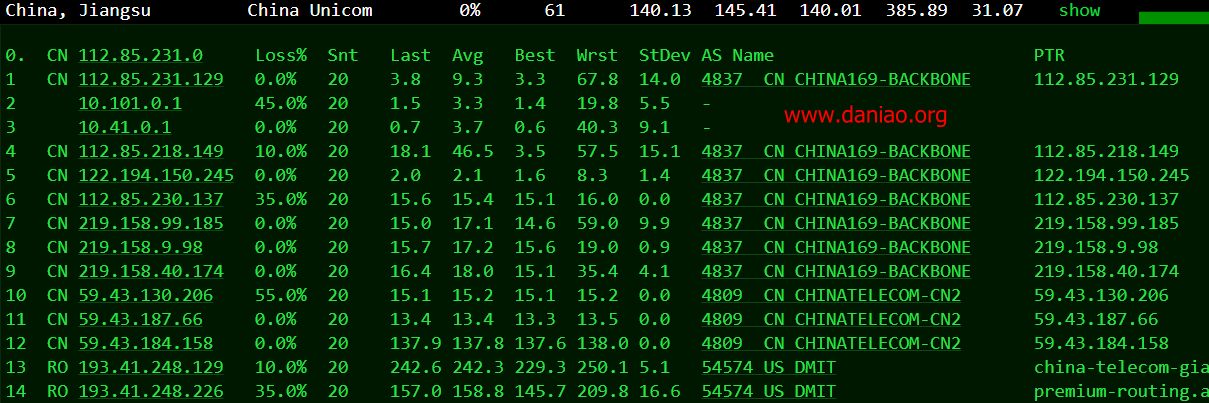 China, Jiangsu China Unicom 0% 61 140.13 145.41 140.01 385.89 31.07 show
0. CN 112.85.231.0 Loss% Snt Last Avg Best Wrst StDev AS Name PTR
1 CN 112.85.231.129 0.0% 20 3.8 9.3 3.3 67.8 14.0 4837 CN CHINA169-BACKBONE 112.85.231.129
2 10.101.0.1 45.0% 20 1.5 3.3 1.4 19.8 5.5 -
www.daniao.org
3 10.41.0.1 0.0% 20 0.7 3.7 0.6 40.3 9.1 -
4 CN 112.85.218.149 10.0% 20 18.1 46.5 3.5 57.5 15.1 4837 CN CHINA169-BACKBONE 112.85.218.149
5 CN 122.194.150.245 0.0% 20 2.0 2.1 1.6 8.3 1.4 4837 CN CHINA169-BACKBONE 122.194.150.245
6 CN 112.85.230.137 35.0% 20 15.6 15.4 15.1 16.0 0.0 4837 CN CHINA169-BACKBONE 112.85.230.137
7 CN 219.158.99.185 0.0% 20 15.0 17.1 14.6 59.0 9.9 4837 CN CHINA169-BACKBONE 219.158.99.185
8 CN 219.158.9.98 0.0% 20 15.7 17.2 15.6 19.0 0.9 4837 CN CHINA169-BACKBONE 219.158.9.98
9 CN 219.158.40.174 0.0% 20 16.4 18.0 15.1 35.4 4.1 4837 CN CHINA169-BACKBONE 219.158.40.174
10 CN 59.43.130.206 55.0% 20 15.1 15.2 15.1 15.2 0.0 4809 CN CHINATELECOM-CN2 59.43.130.206
11 CN 59.43.187.66 0.0% 20 13.4 13.4 13.3 13.5 0.0 4809 CN CHINATELECOM-CN2 59.43.187.66
12 CN 59.43.184.158 0.0% 20 137.9 137.8 137.6 138.0 0.0 4809 CN CHINATELECOM-CN2 59.43.184.158
13 RO 193.41.248.129 10.0% 20 242.6 242.3 229.3 250.1 5.1 54574 US DMIT china-telecom-gia
14 RO 193.41.248.226 35.0% 20 157.0 158.8 145.7 209.8 16.6 54574 US DMIT premium-routing.a